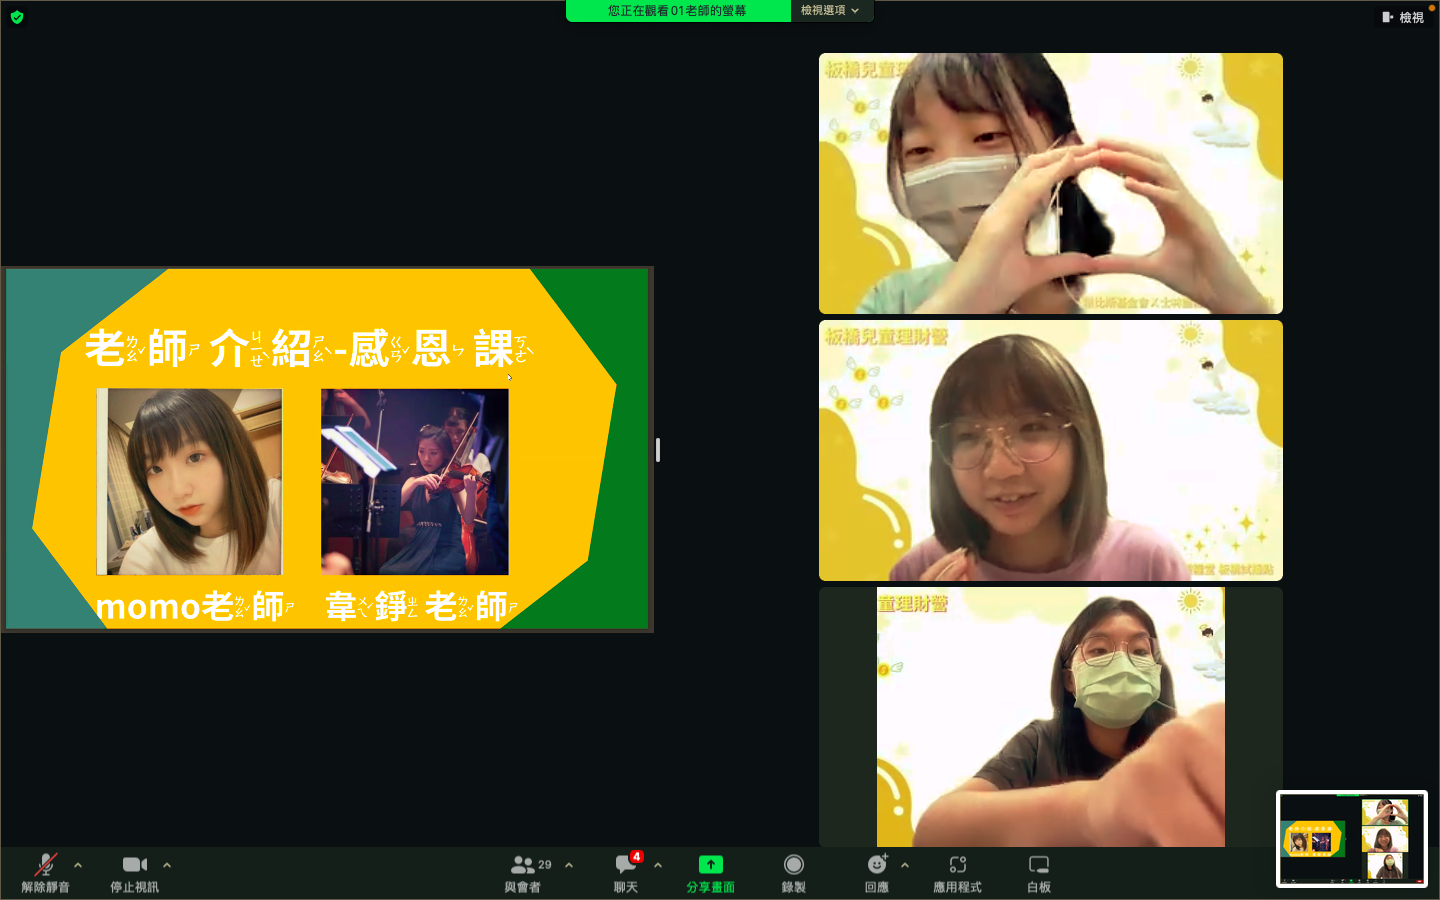 您正在觀看01老師的螢幕
檢視選項
檢視
板橋兒童理
老ㄌㄠˇ師ㄕ 介ㄐㄧㄝˋ紹ㄕㄠˋ-感ㄍㄢˇ恩ㄣ 課ㄎㄜˋ
momo老ㄌㄠˇ師ㄕ
韋ㄨㄟˊ錚ㄓㄥ 老ㄌㄠˇ師ㄕ
板橋兒童理財營
板橋試辦點
童理財營
解除靜音
停止視訊
與會者
29
聊天
4
分享畫面
錄製
回應
應用程式
白板